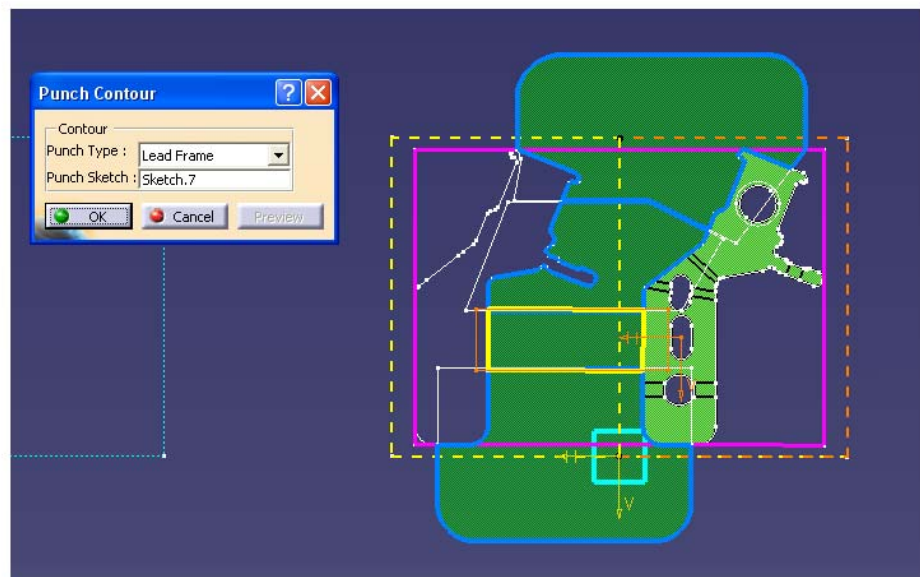 Punch Contour
Contour
Punch Type : Lead Frame
Punch Sketch : Sketch.7
OK Cancel Preview
H
H
V